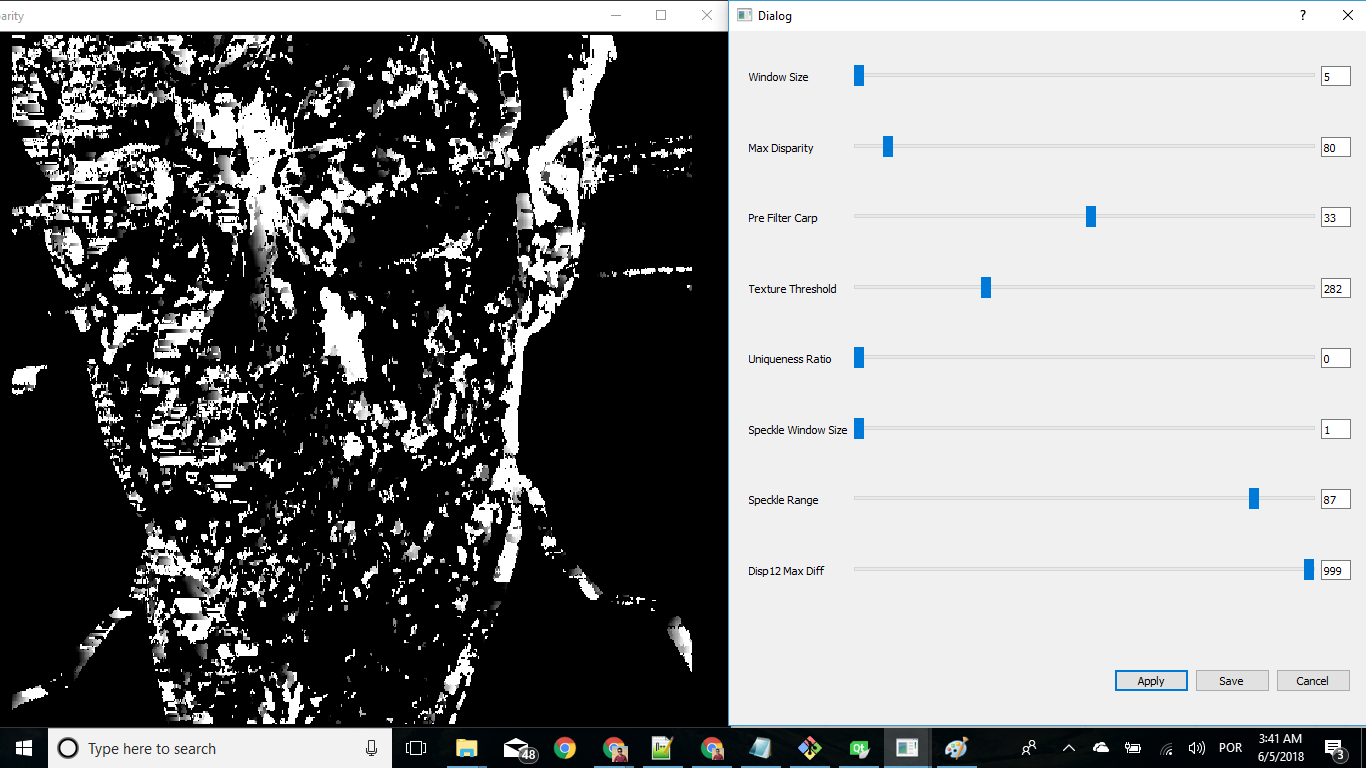 arity
Dialog
?
Window Size 5
Max Disparity 80
Pre Filter Carp 33
Texture Threshold 282
Uniqueness Ratio 0
Speckle Window Size 1
Speckle Range 87
Disp12 Max Diff 999
Apply Save Cancel
Type here to search
48
Qt
POR
3:41 AM
6/5/2018
3